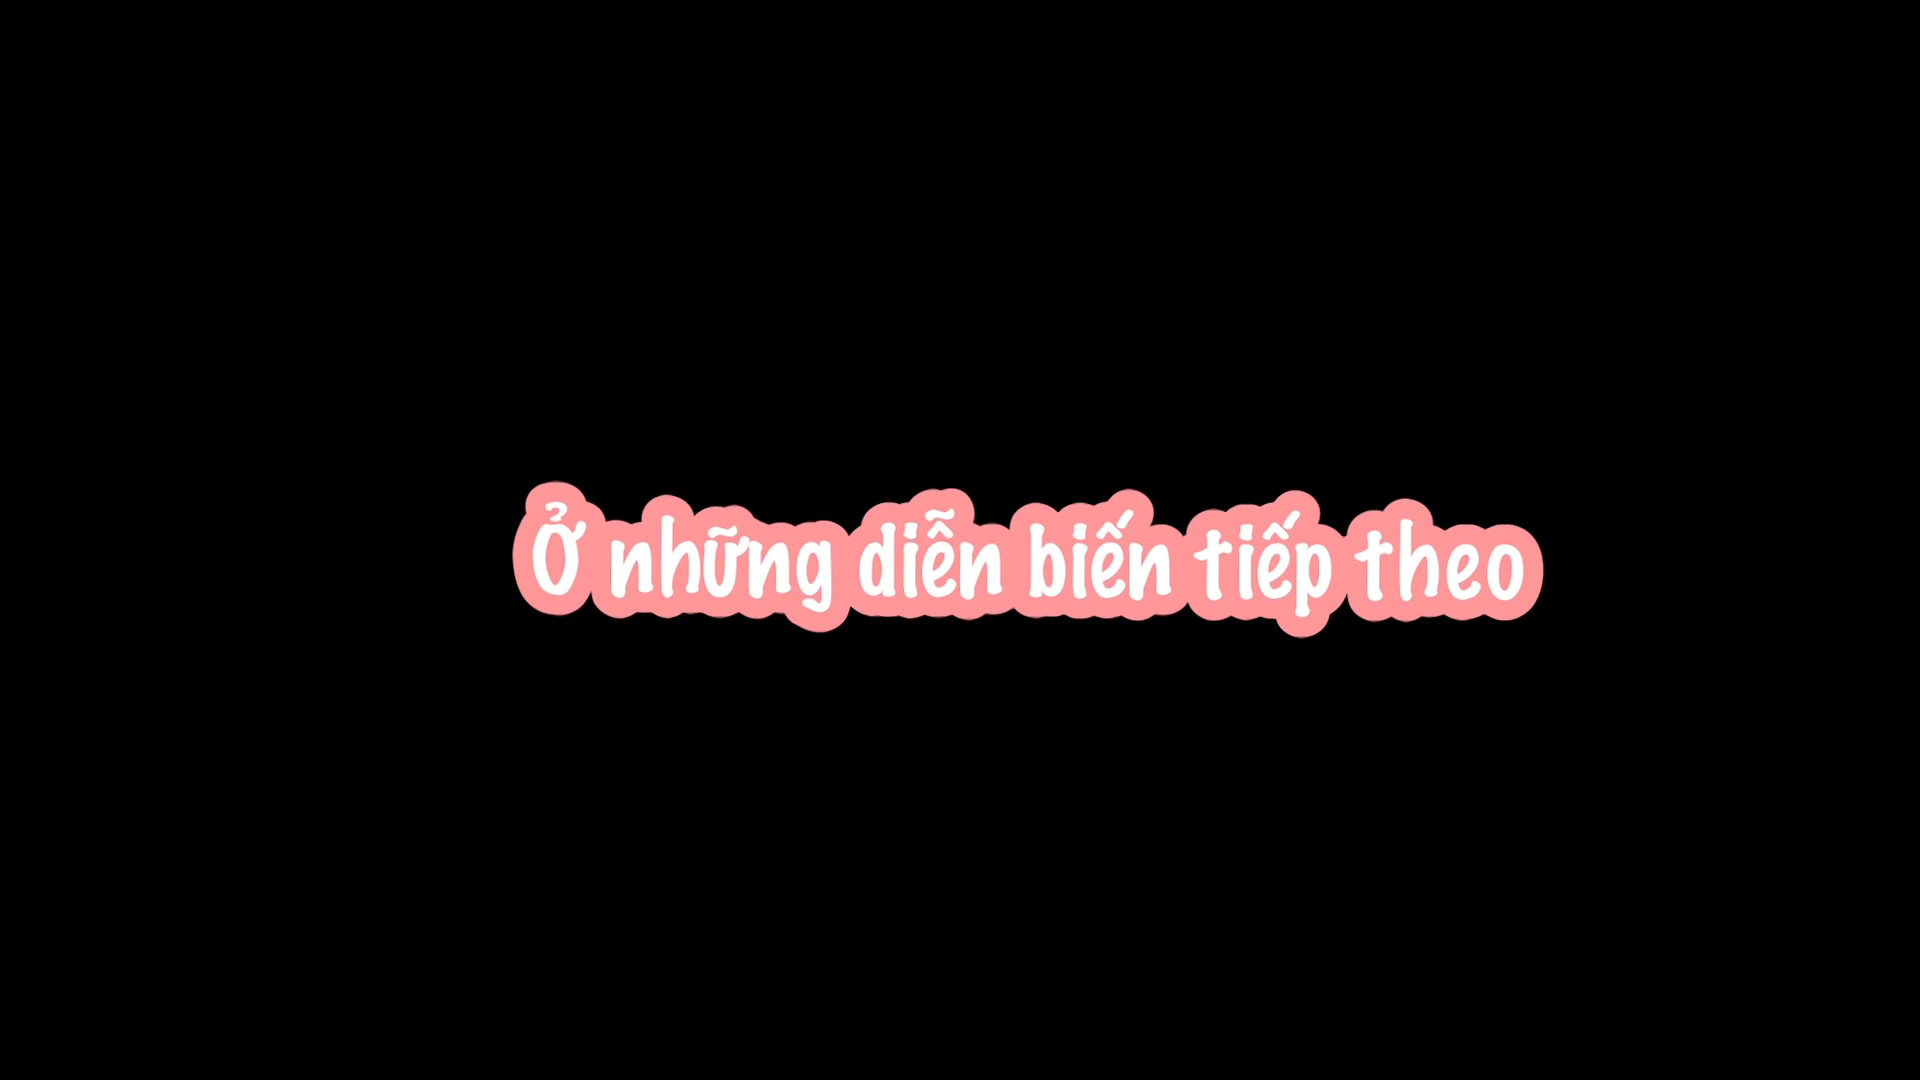 Ở những diễn biến tiếp theo